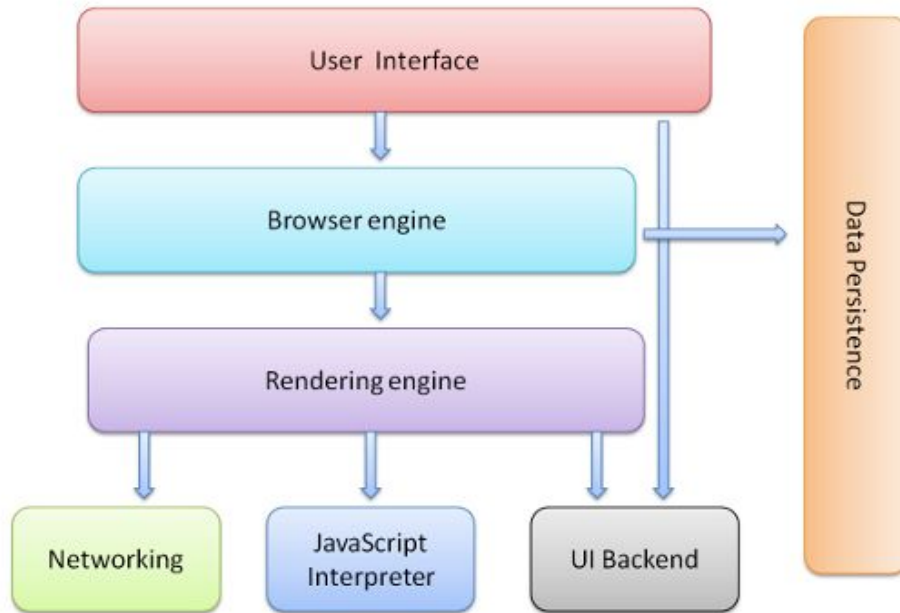 User Interface
Browser engine
Rendering engine
Networking
JavaScript
Interpreter
UI Backend
Data Persistence